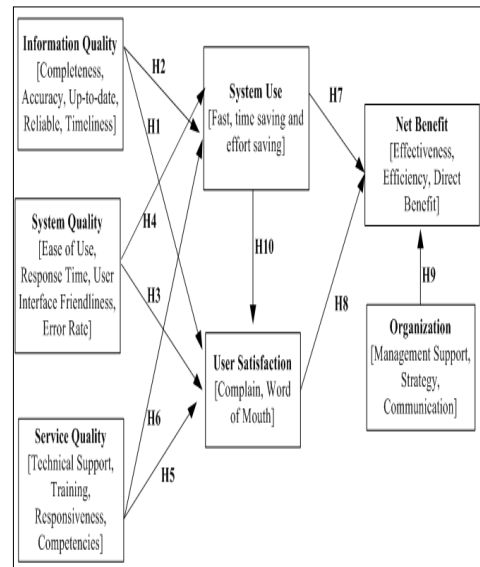 Information Quality
[Completeness,
Accuracy, Up-to-date,
Reliable, Timeliness]
H2
H1
System Use
[Fast, time saving and
effort saving]
H7
Net Benefit
[Effectiveness,
Efficiency, Direct
Benefit]
System Quality
[Ease of Use,
Response Time, User
Interface Friendliness,
Error Rate]
H4
H3
H10
H8
H9
User Satisfaction
[Complain, Word
of Mouth]
Organization
[Management Support,
Strategy,
Communication]
Service Quality
[Technical Support,
Training,
Responsiveness,
Competencies]
H6
H5